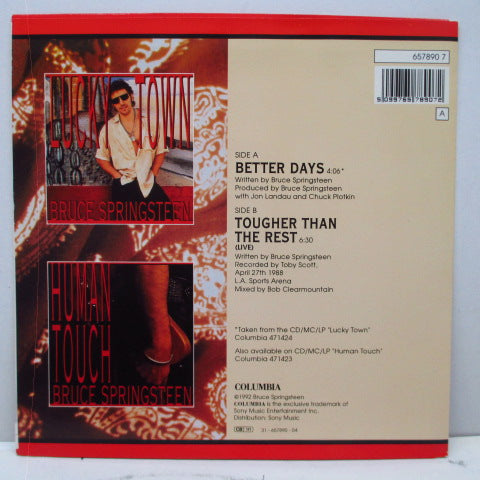 LUCKY TOWN
BRUCE SPRINGSTEEN
HUMAN
TOUCH
BRUCE SPRINGSTEEN
657890 7
5099765789078
A
SIDE A
BETTER DAYS 4:06*
Written by Bruce Springsteen
Produced by Bruce Springsteen
with Jon Landau and Chuck Plotkin
SIDE B
TOUGHER THAN
THE REST 6:30
(LIVE)
Written by Bruce Springsteen
Recorded by Toby Scott,
April 27th 1988
L.A. Sports Arena
Mixed by Bob Clearmountain
*Taken from the CD/MC/LP "Lucky Town"
Columbia 471424
Also available on CD/MC/LP "Human Touch"
Columbia 471423
COLUMBIA
©1992 Bruce Springsteen
COLUMBIA is the exclusive trademark of
Sony Music Entertainment Inc.
Distribution: Sony Music
31-657890-04